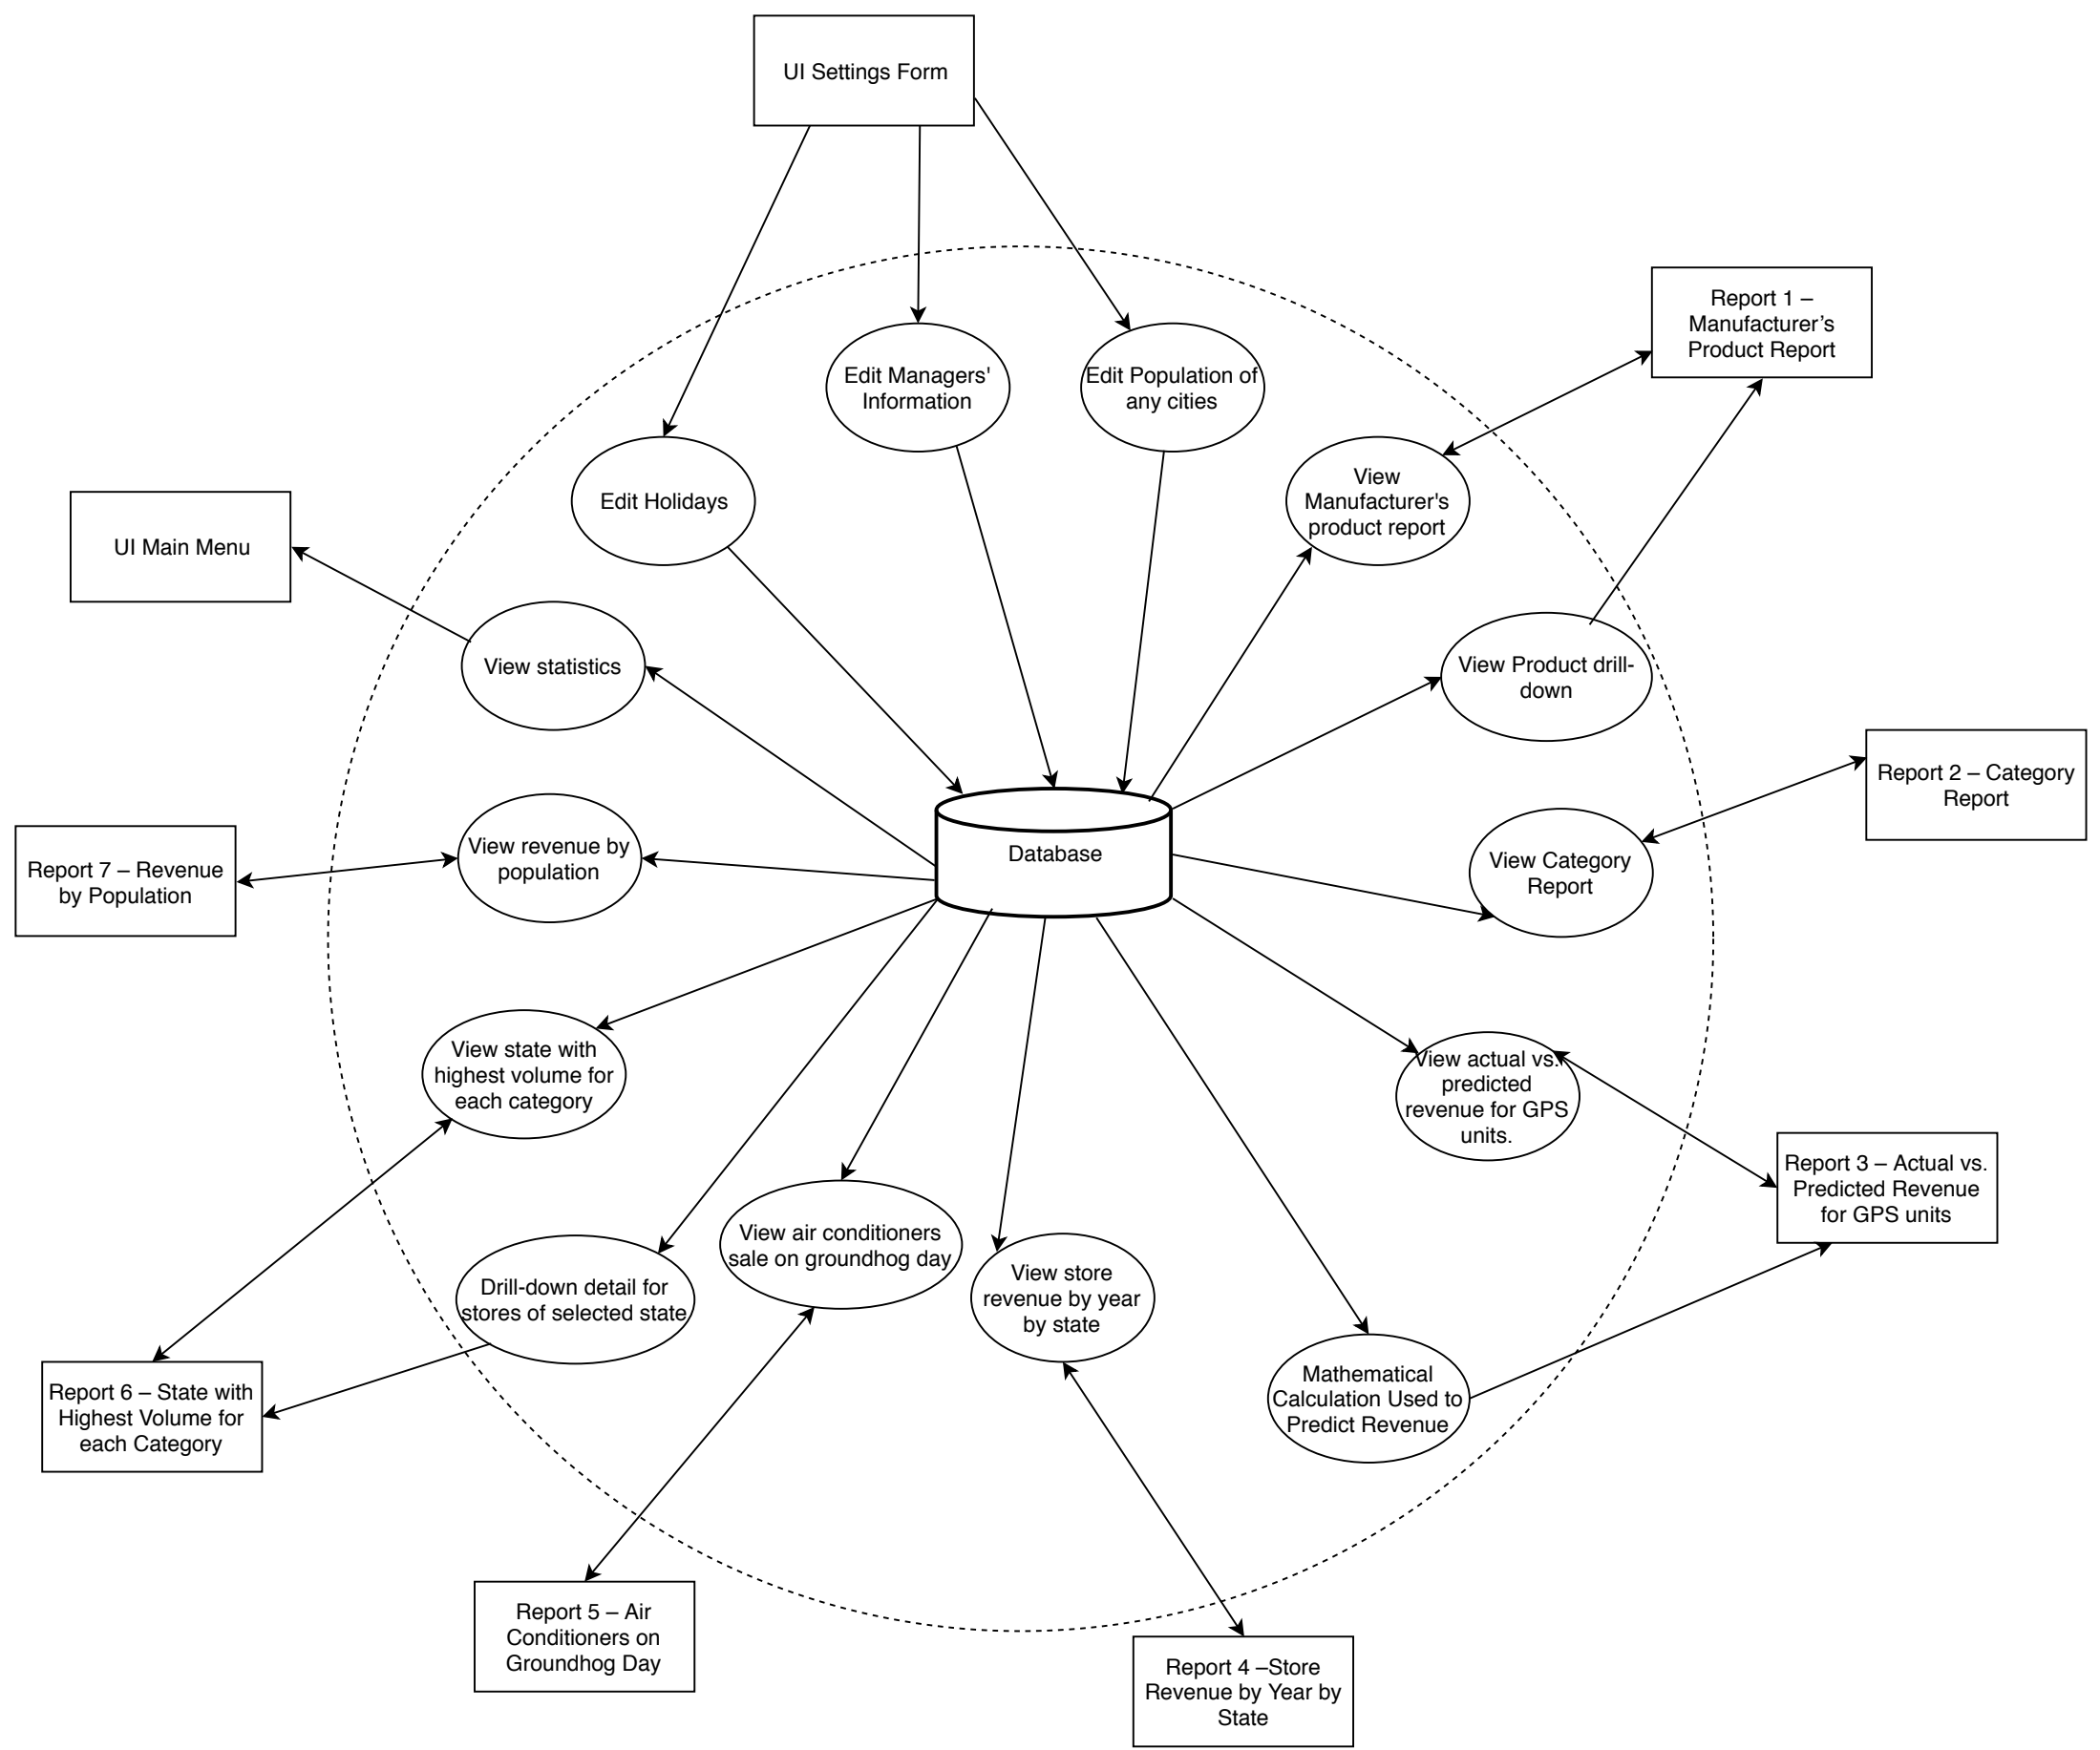 UI Settings Form
Report 1 –
Manufacturer’s
Product Report
Edit Managers'
Information
Edit Population of
any cities
View
Manufacturer's
product report
Edit Holidays
UI Main Menu
View statistics
View Product drill-
down
Report 2 – Category
Report
View revenue by
population
Database
View Category
Report
Report 7 – Revenue
by Population
View state with
highest volume for
each category
View actual vs.
predicted
revenue for GPS
units.
Report 3 – Actual vs.
Predicted Revenue
for GPS units
View air conditioners
sale on groundhog day
Drill-down detail for
stores of selected state
View store
revenue by year
by state
Mathematical
Calculation Used to
Predict Revenue
Report 6 – State with
Highest Volume for
each Category
Report 5 – Air
Conditioners on
Groundhog Day
Report 4 –Store
Revenue by Year by
State